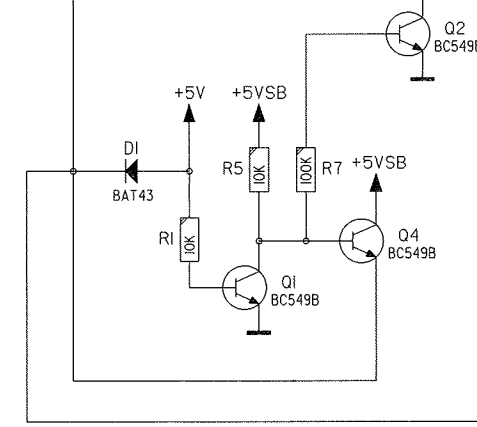 Q2
BC549B
+5V
+5VSB
D1
BAT43
R5
10K
100K
R7
+5VSB
R1
10K
Q4
BC549B
Q1
BC549B